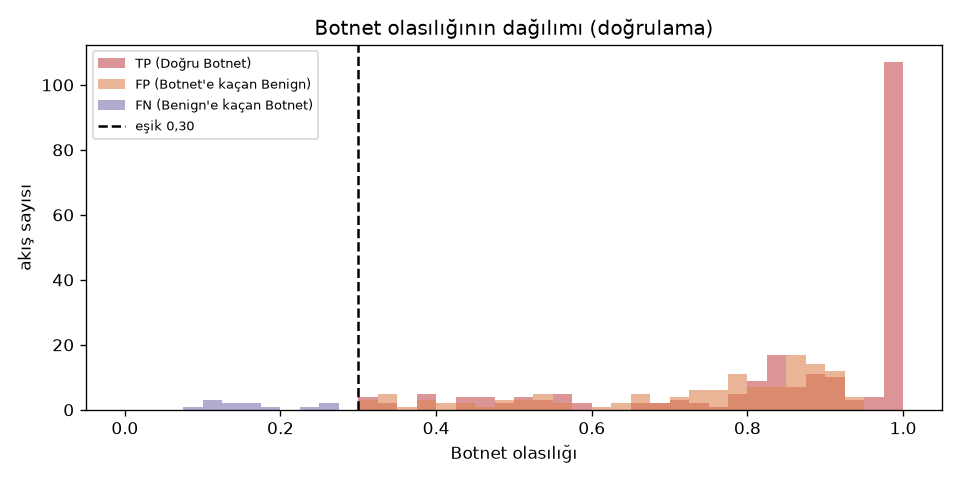 Botnet olasılığının dağılımı (doğrulama)
TP (Doğru Botnet)
FP (Botnet'e kaçan Benign)
FN (Benign'e kaçan Botnet)
eşik 0,30
akış sayısı
100
80
60
40
20
0
0.0 0.2 0.4 0.6 0.8 1.0
Botnet olasılığı